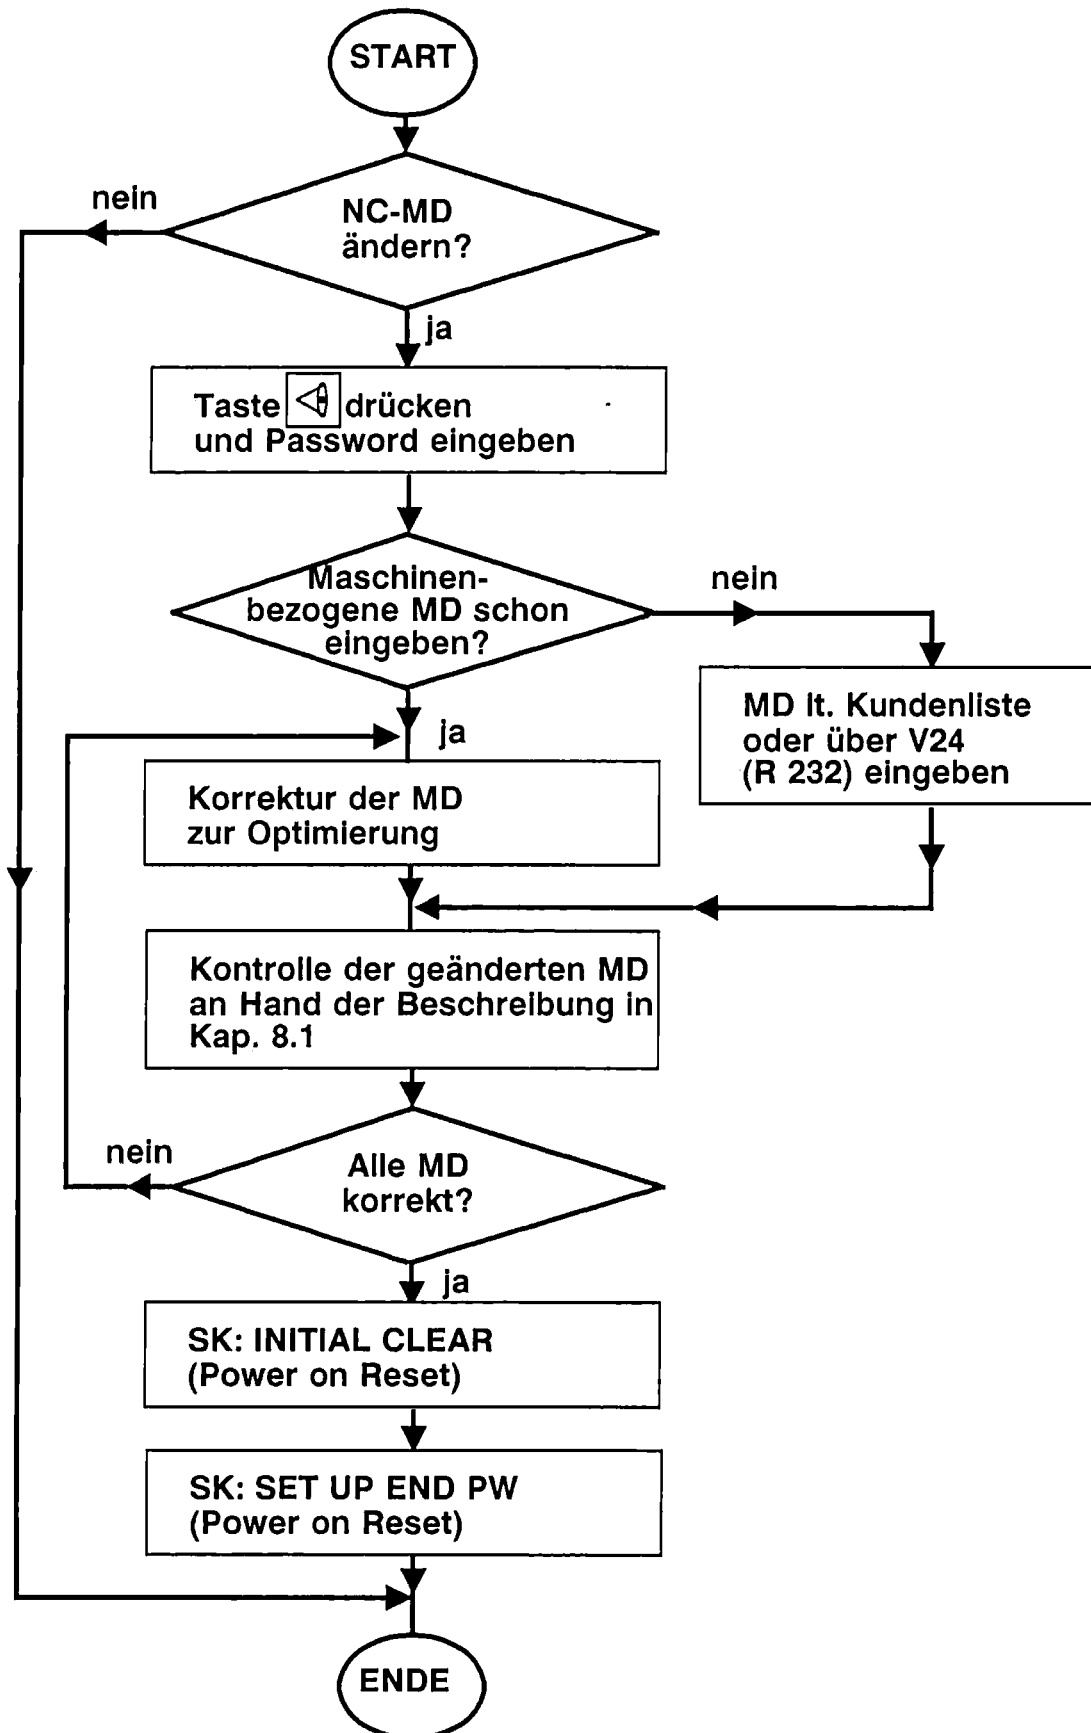 START
nein
NC-MD
ändern?
ja
Taste drücken
und Password eingeben
Maschinen-
bezogene MD schon
eingeben?
nein
ja
MD lt. Kundenliste
oder über V24
(R 232) eingeben
Korrektur der MD
zur Optimierung
Kontrolle der geänderten MD
an Hand der Beschreibung in
Kap. 8.1
nein
Alle MD
korrekt?
ja
SK: INITIAL CLEAR
(Power on Reset)
SK: SET UP END PW
(Power on Reset)
ENDE